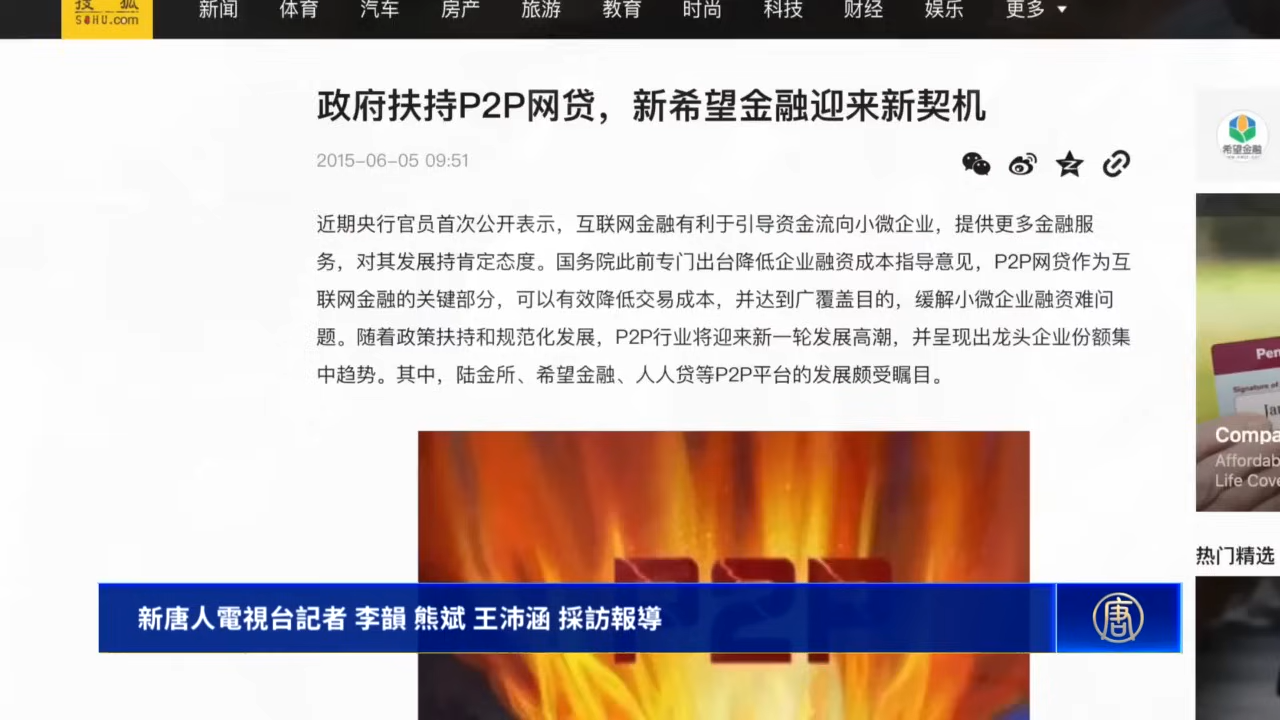 搜狐
SOHU.com
新闻 体育 汽车 房产 旅游 教育 时尚 科技 财经 娱乐 更多
政府扶持P2P网贷，新希望金融迎来新契机
2015-06-05 09:51
近期央行官员首次公开表示，互联网金融有利于引导资金流向小微企业，提供更多金融服
务，对其发展持肯定态度。国务院此前专门出台降低企业融资成本指导意见，P2P网贷作为互
联网金融的关键部分，可以有效降低交易成本，并达到广覆盖目的，缓解小微企业融资难问
题。随着政策扶持和规范化发展，P2P行业将迎来新一轮发展高潮，并呈现出龙头企业份额集
中趋势。其中，陆金所、希望金融、人人贷等P2P平台的发展颇受瞩目。
希望金融
Signature of
Compa
Affordab
Life Cove
热门精选
P2P
新唐人電視台記者 李韻 熊斌 王沛涵 採訪報導
唐